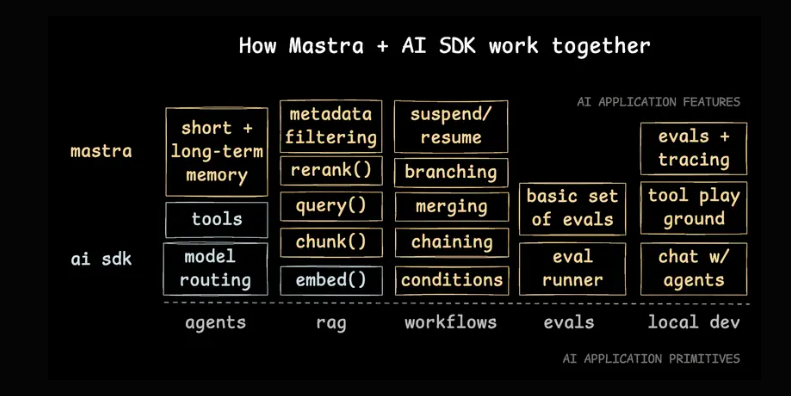 How Mastra + AI SDK work together
AI APPLICATION FEATURES
mastra
ai sdk
short +
long-term
memory
tools
model
routing
agents
metadata
filtering
rerank()
query()
chunk()
embed()
rag
suspend/
resume
branching
merging
chaining
conditions
workflows
basic set
of evals
eval
runner
evals
evals +
tracing
tool play
ground
chat w/
agents
local dev
AI APPLICATION PRIMITIVES